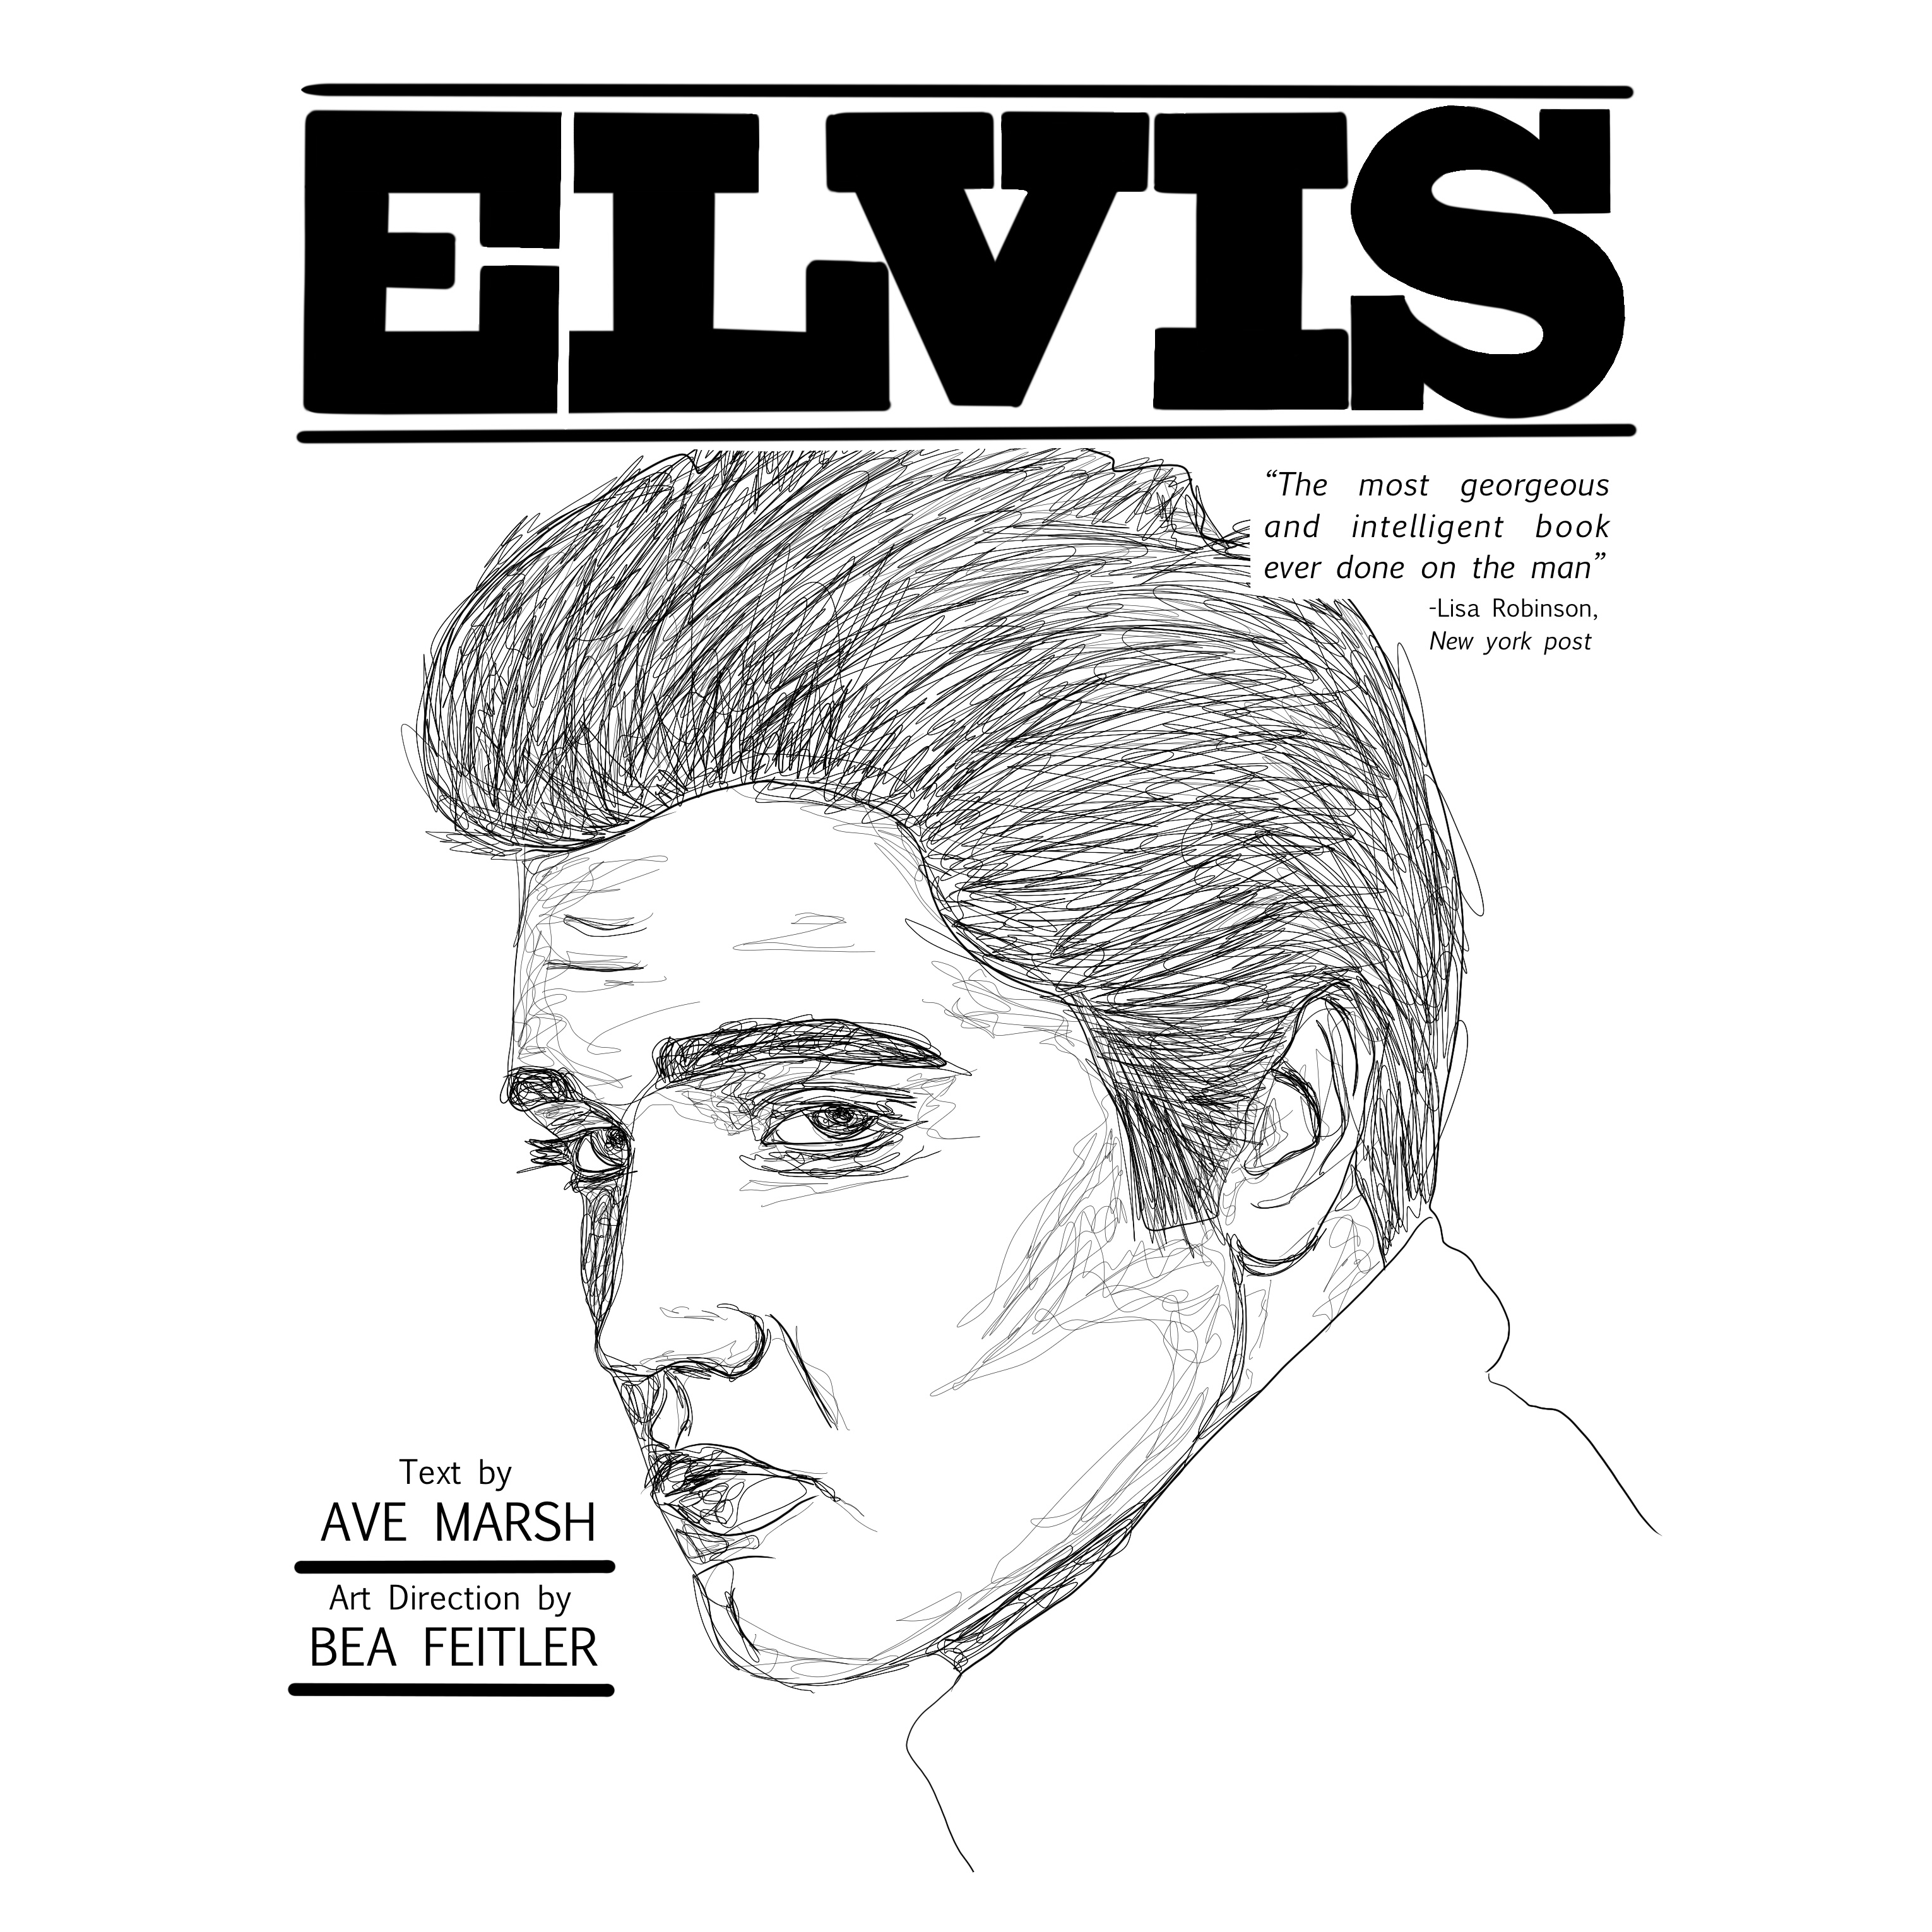 ELVIS
“The most georgeous
and intelligent book
ever done on the man”
-Lisa Robinson,
New york post
Text by
AVE MARSH
Art Direction by
BEA FEITLER